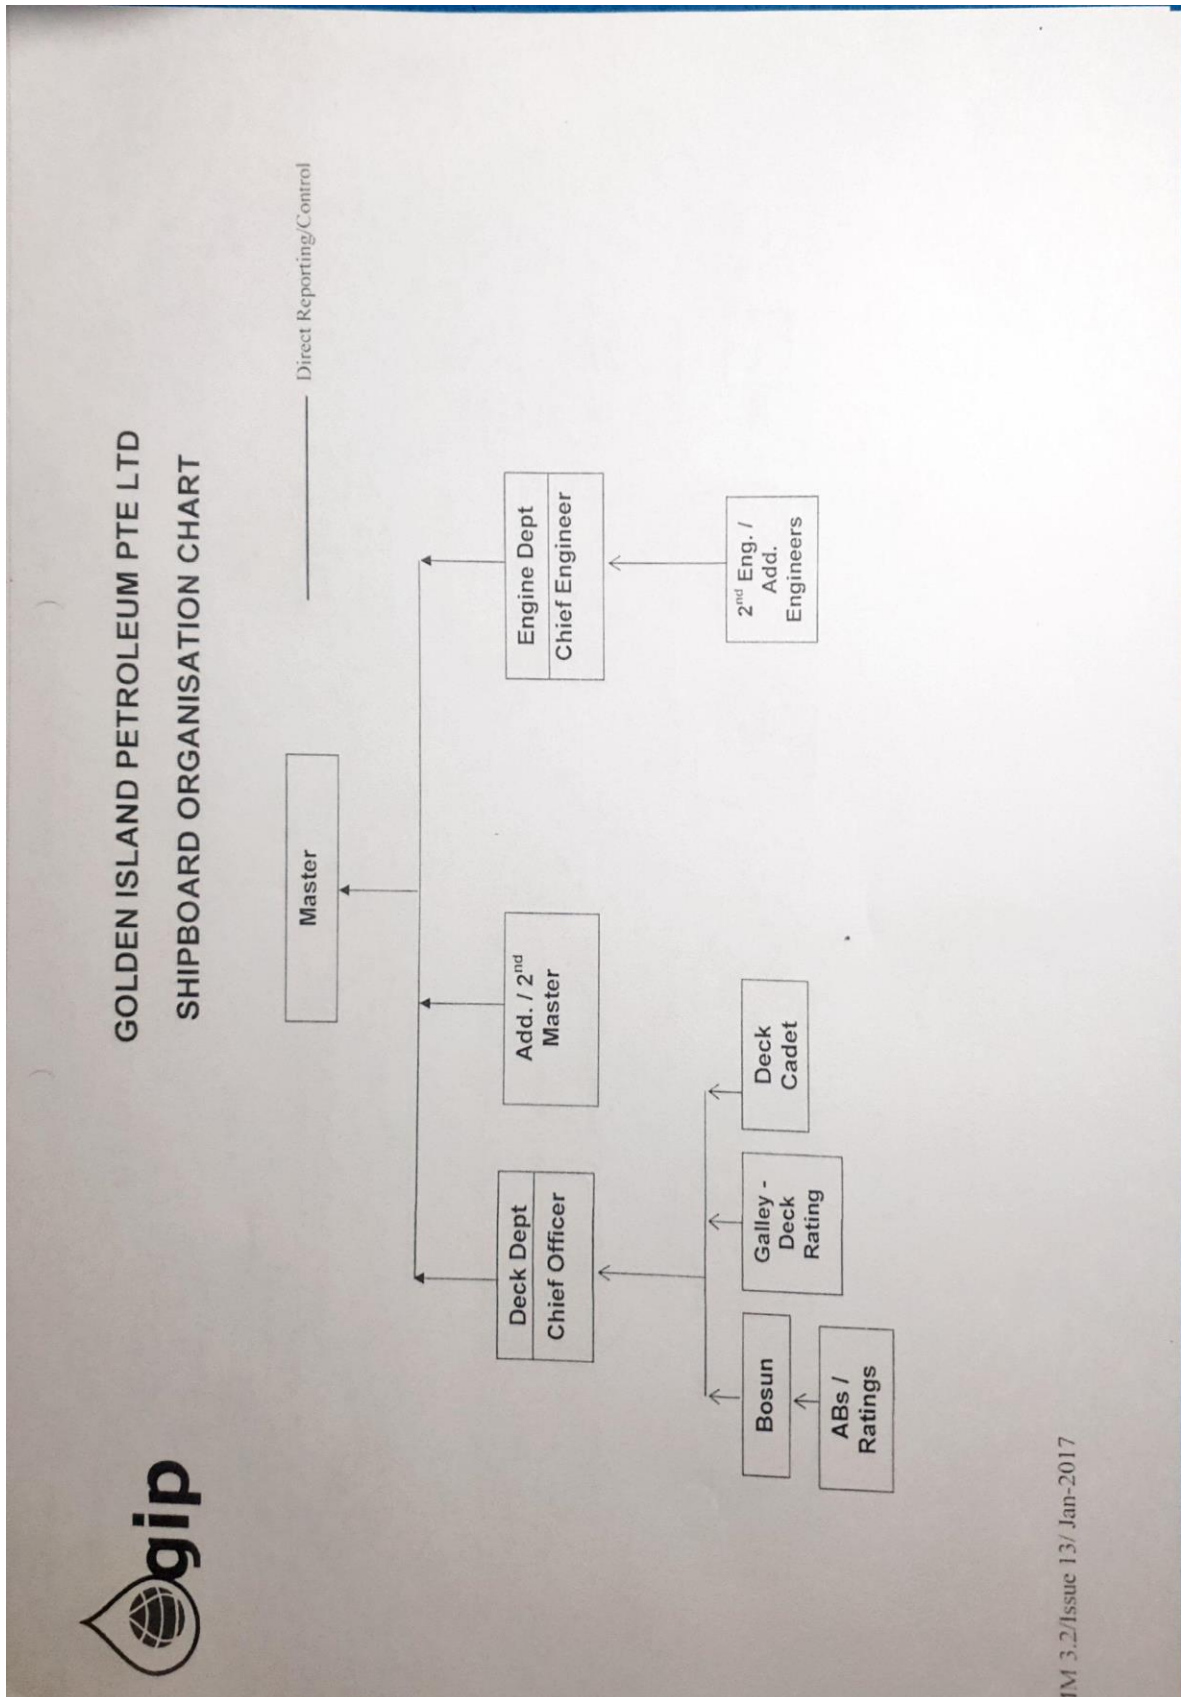 gip
GOLDEN ISLAND PETROLEUM PTE LTD
SHIPBOARD ORGANISATION CHART
Direct Reporting/Control
Master
Deck Dept
Chief Officer
Add. / 2nd
Master
Engine Dept
Chief Engineer
Bosun
Galley -
Deck
Rating
Deck
Cadet
2nd Eng. /
Add.
Engineers
ABs /
Ratings
3.2/Issue 13/ Jan-2017